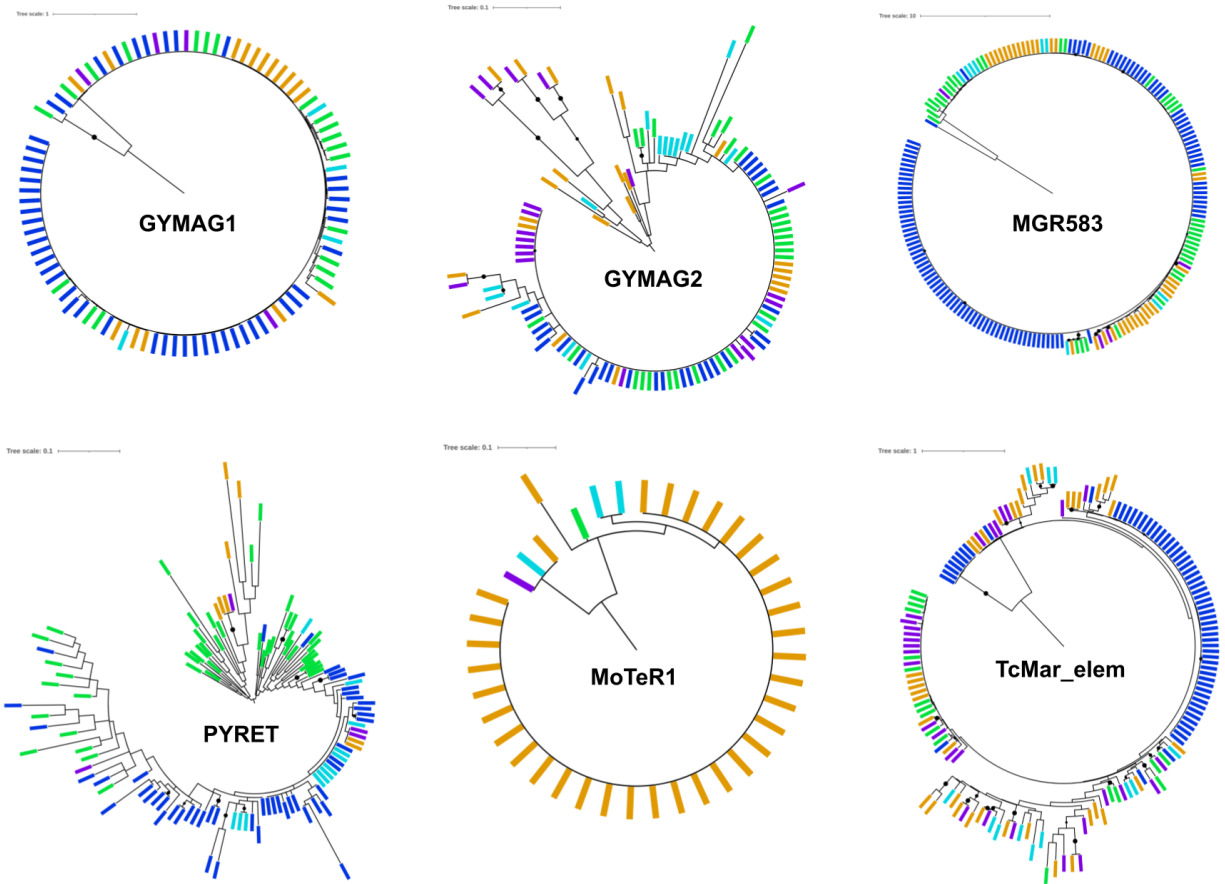 Tree scale: 1
Tree scale: 0.1
Tree scale: 10
GYMAG1
GYMAG2
MGR583
Tree scale: 0.1
Tree scale: 0.1
Tree scale: 1
PYRET
MoTeR1
TcMar_elem